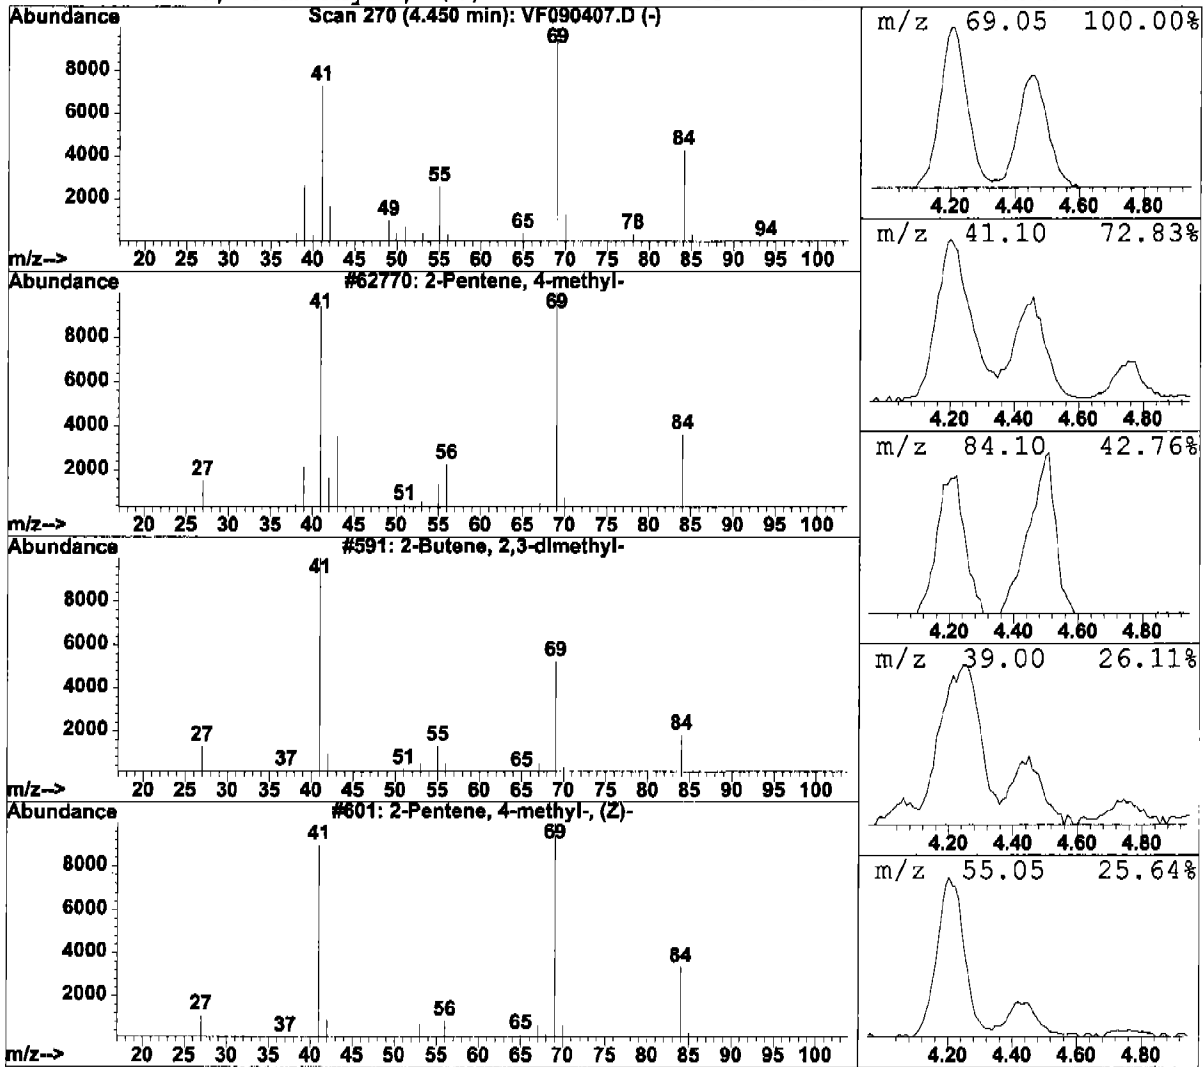 Abundance Scan 270 (4.450 min): VF090407.D (-)
69
8000
41
6000
84
4000
55
2000
49
65
78
94
m/z--> 20 25 30 35 40 45 50 55 60 65 70 75 80 85 90 95 100
Abundance #62770: 2-Pentene, 4-methyl-
41 69
8000
6000
84
4000
56
2000
27
51
m/z--> 20 25 30 35 40 45 50 55 60 65 70 75 80 85 90 95 100
Abundance #591: 2-Butene, 2,3-dimethyl-
41
8000
69
6000
4000
84
2000
27
55
37
51
65
m/z--> 20 25 30 35 40 45 50 55 60 65 70 75 80 85 90 95 100
Abundance #601: 2-Pentene, 4-methyl-, (Z)-
41 69
8000
6000
84
4000
2000
27
56
37
65
m/z--> 20 25 30 35 40 45 50 55 60 65 70 75 80 85 90 95 100
m/z 69.05 100.00%
4.20 4.40 4.60 4.80
m/z 41.10 72.83%
4.20 4.40 4.60 4.80
m/z 84.10 42.76%
4.20 4.40 4.60 4.80
m/z 39.00 26.11%
4.20 4.40 4.60 4.80
m/z 55.05 25.64%
4.20 4.40 4.60 4.80